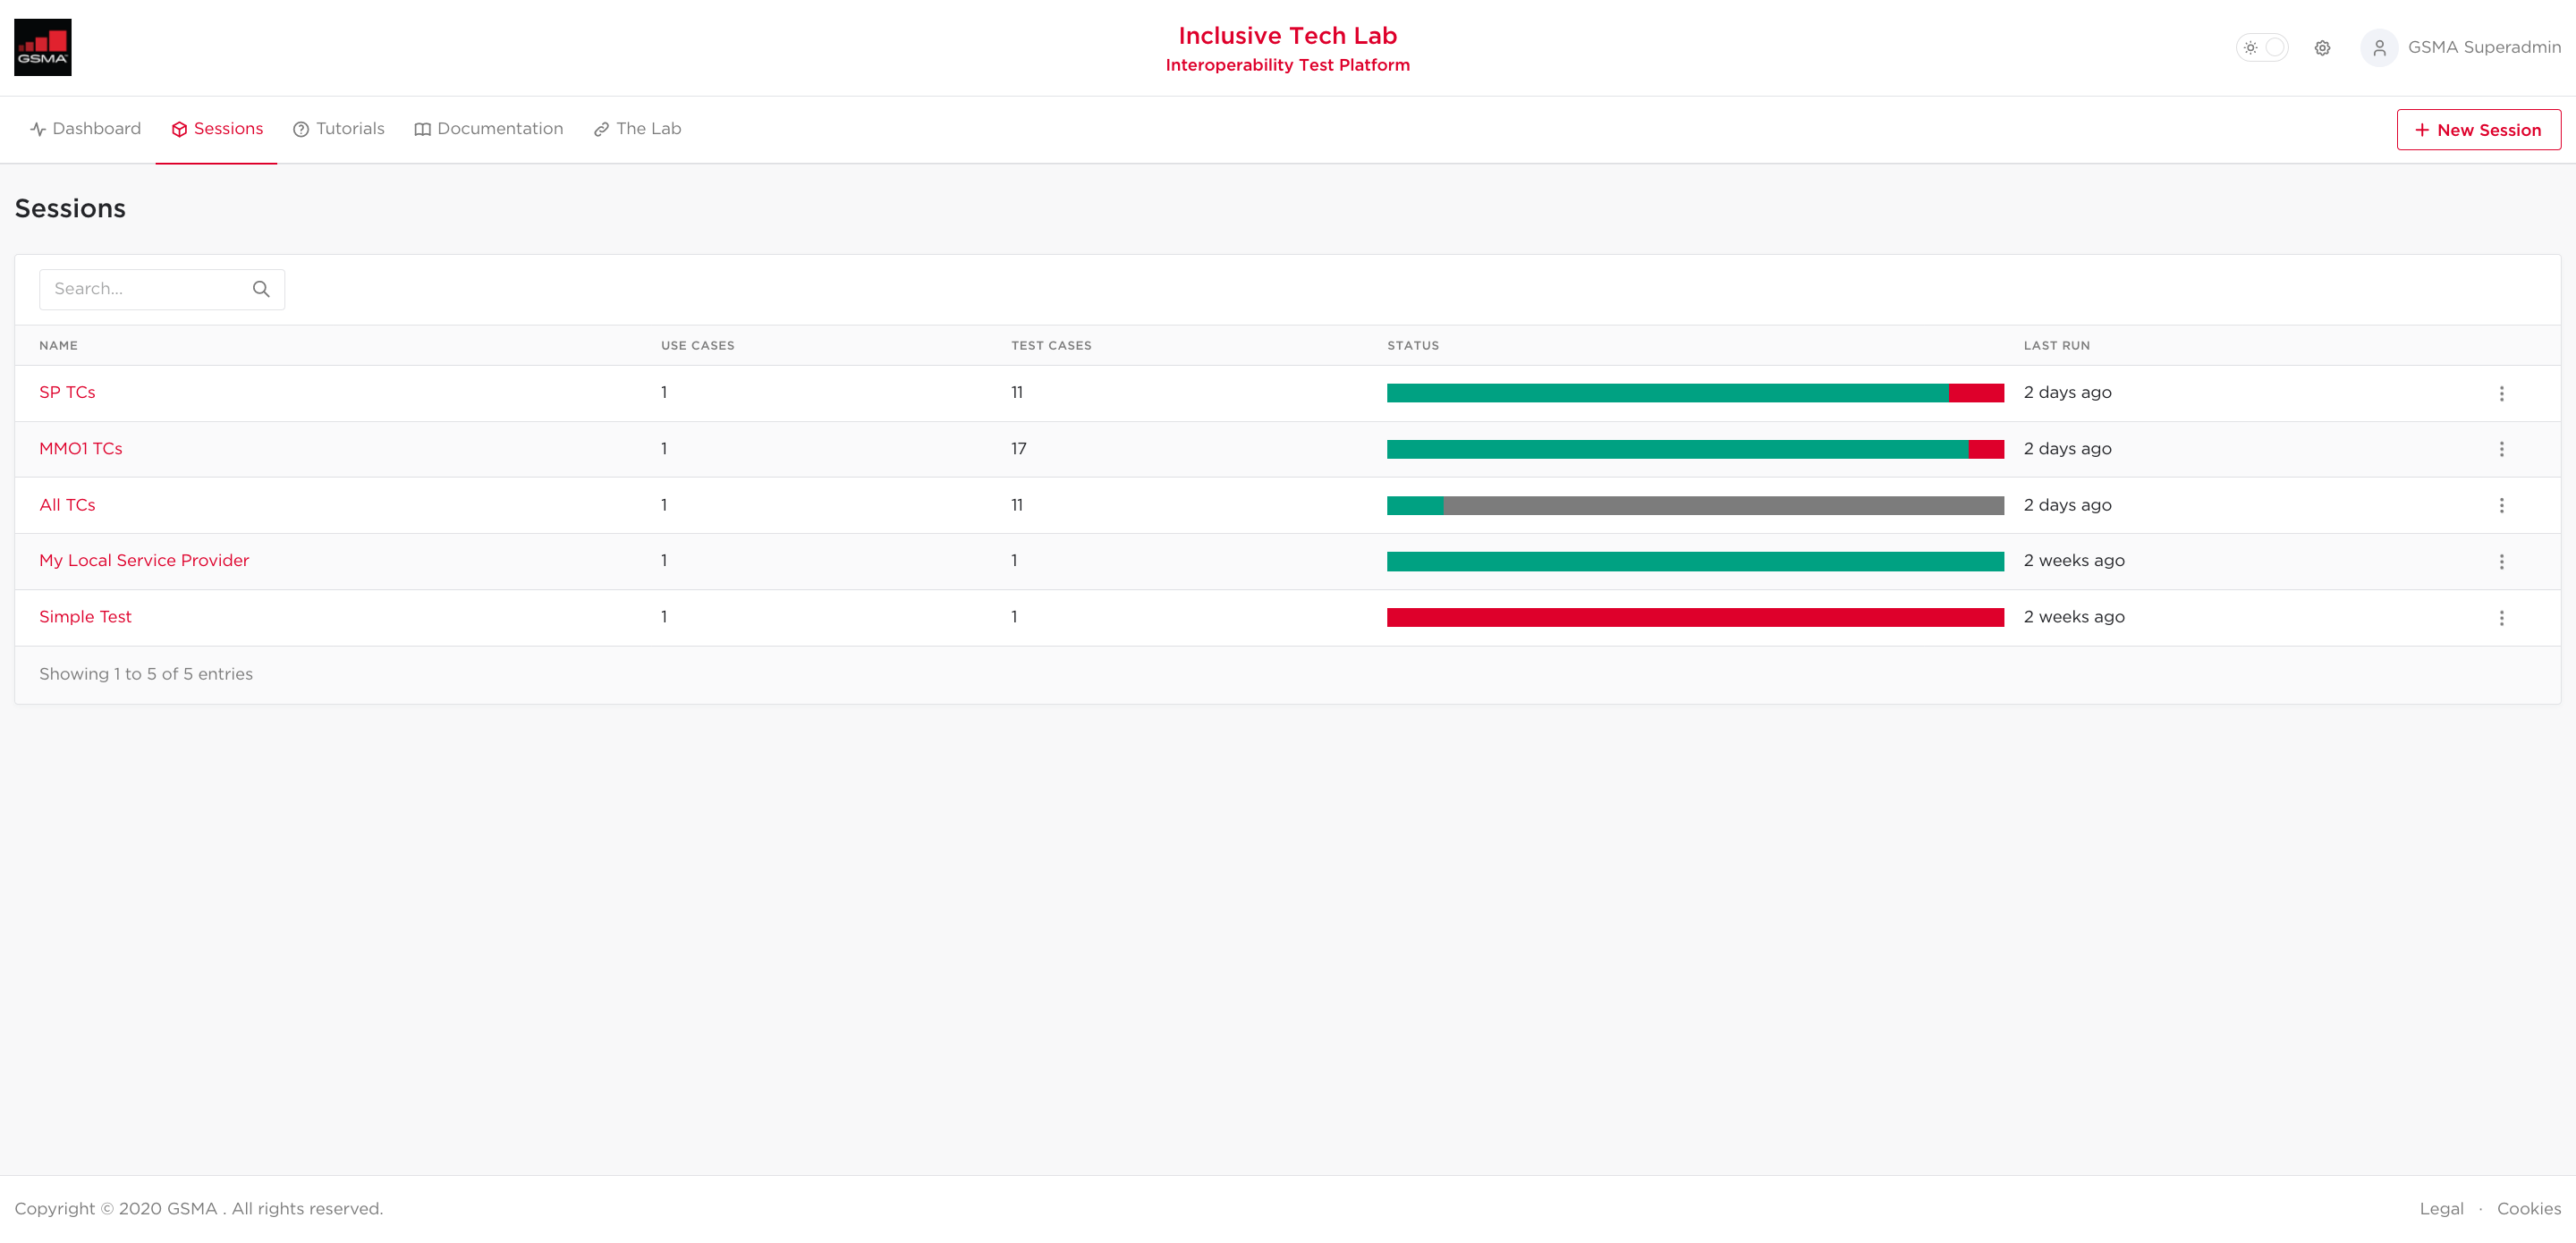 GSMA
Inclusive Tech Lab
Interoperability Test Platform
GSMA Superadmin
Dashboard Sessions Tutorials Documentation The Lab
+ New Session
Sessions
Search...
NAME USE CASES TEST CASES STATUS LAST RUN
SP TCs 1 11 2 days ago
MMO1 TCs 1 17 2 days ago
All TCs 1 11 2 days ago
My Local Service Provider 1 1 2 weeks ago
Simple Test 1 1 2 weeks ago
Showing 1 to 5 of 5 entries
Copyright © 2020 GSMA . All rights reserved.
Legal · Cookies